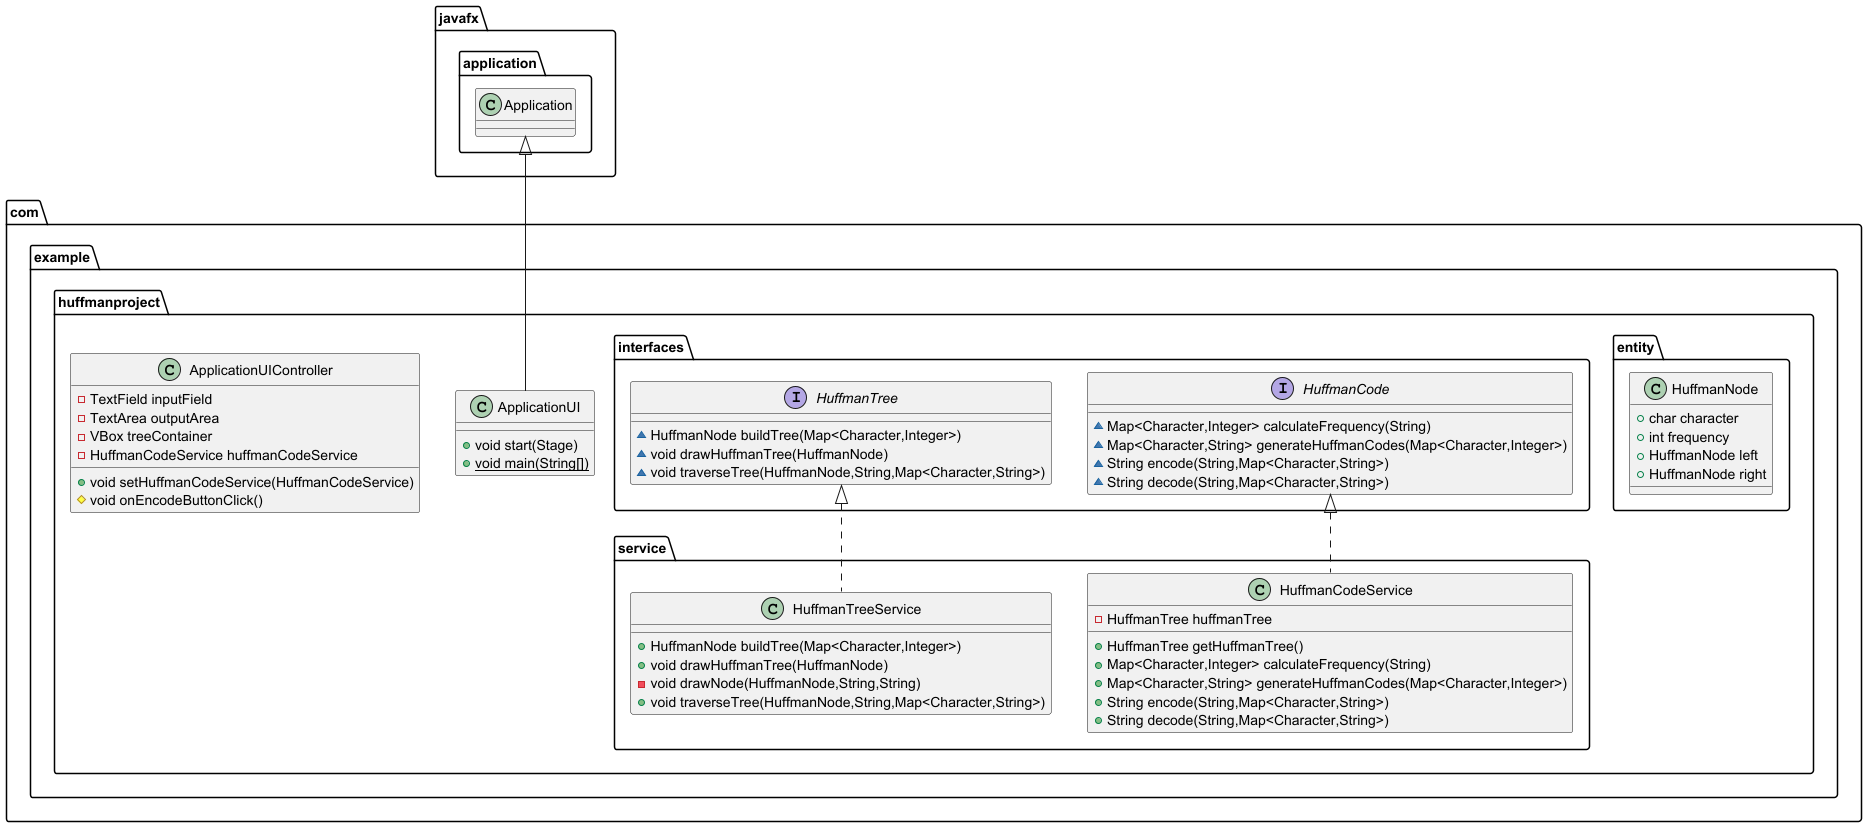 javafx
application
C Application
com
example
huffmanproject
C ApplicationUIController
TextField inputField
TextArea outputArea
VBox treeContainer
HuffmanCodeService huffmanCodeService
void setHuffmanCodeService(HuffmanCodeService)
void onEncodeButtonClick()
C ApplicationUI
void start(Stage)
void main(String[])
interfaces
I HuffmanTree
HuffmanNode buildTree(Map<Character,Integer>)
void drawHuffmanTree(HuffmanNode)
void traverseTree(HuffmanNode,String,Map<Character,String>)
I HuffmanCode
Map<Character,Integer> calculateFrequency(String)
Map<Character,String> generateHuffmanCodes(Map<Character,Integer>)
String encode(String,Map<Character,String>)
String decode(String,Map<Character,String>)
entity
C HuffmanNode
char character
int frequency
HuffmanNode left
HuffmanNode right
service
C HuffmanTreeService
HuffmanNode buildTree(Map<Character,Integer>)
void drawHuffmanTree(HuffmanNode)
void drawNode(HuffmanNode,String,String)
void traverseTree(HuffmanNode,String,Map<Character,String>)
C HuffmanCodeService
HuffmanTree huffmanTree
HuffmanTree getHuffmanTree()
Map<Character,Integer> calculateFrequency(String)
Map<Character,String> generateHuffmanCodes(Map<Character,Integer>)
String encode(String,Map<Character,String>)
String decode(String,Map<Character,String>)